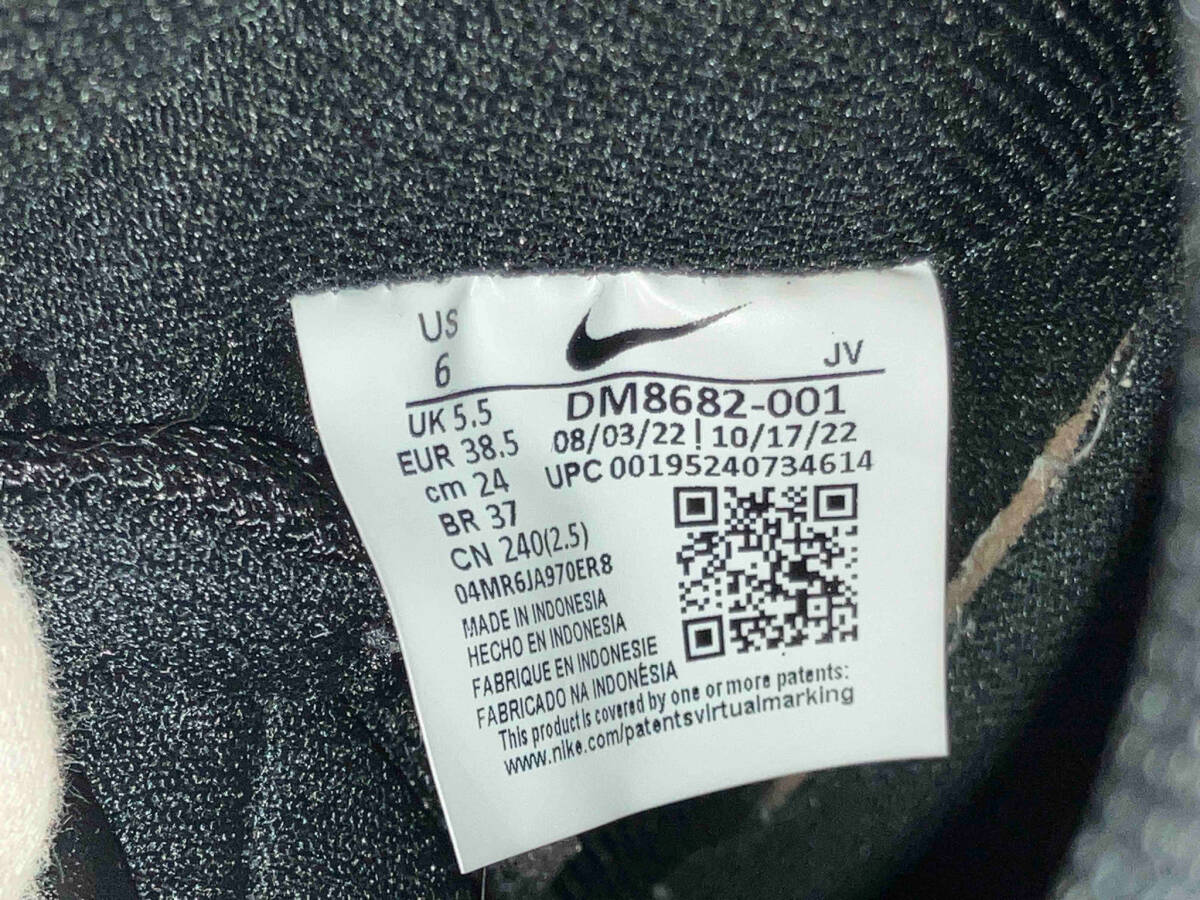 US
6
JV
UK 5.5
EUR 38.5
cm 24
BR 37
CN 240(2.5)
DM8682-001
08/03/22 | 10/17/22
UPC 00195240734614
04MR6JA970ER8
MADE IN INDONESIA
HECHO EN INDONESIA
FABRIQUE EN INDONESIE
FABRICADO NA INDONÉSIA
This product is covered by one or more patents:
www.nike.com/patentsvirtualmarking